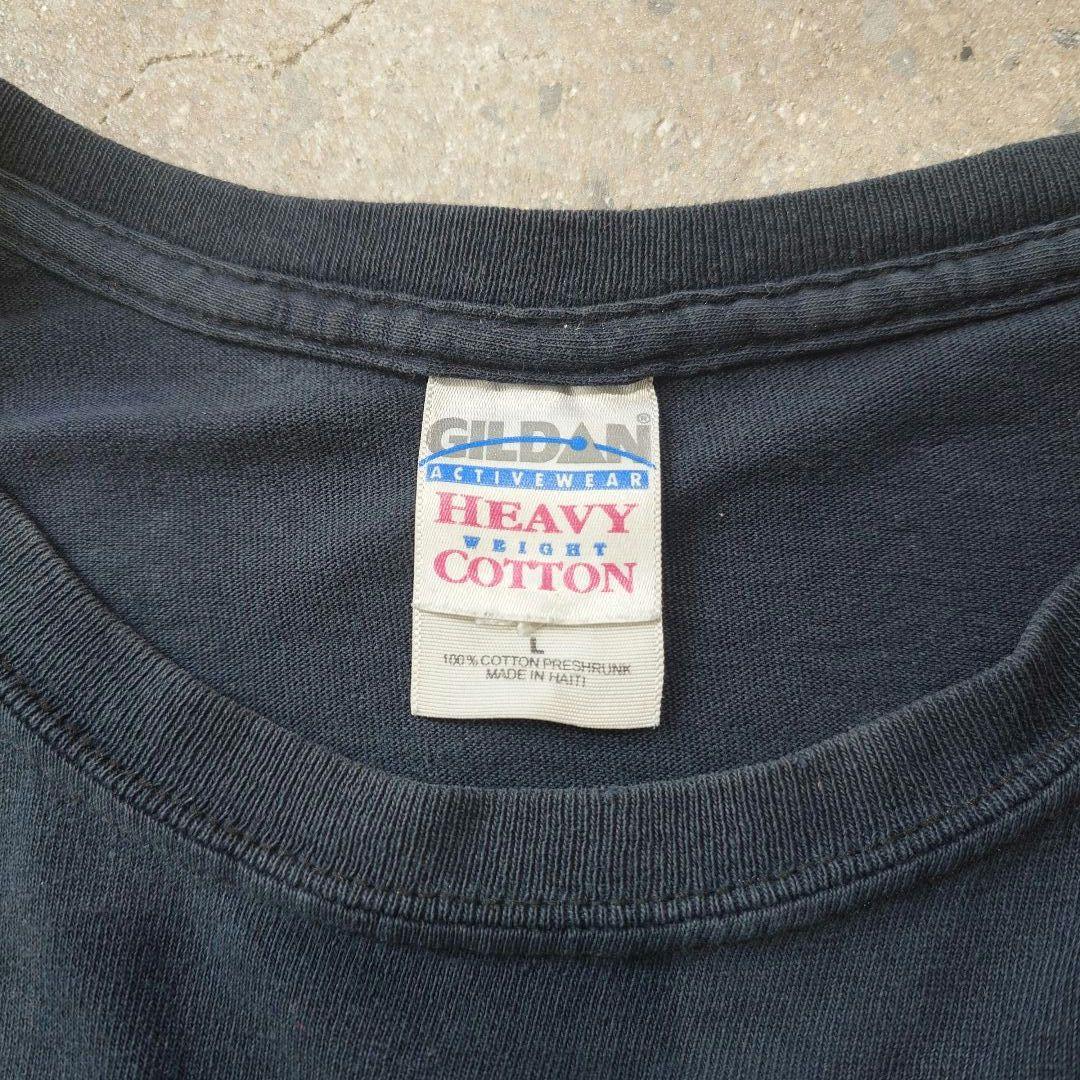 GILDAN®
ACTIVEWEAR
HEAVY
WEIGHT
COTTON
L
100% COTTON PRESHRUNK
MADE IN HAITI